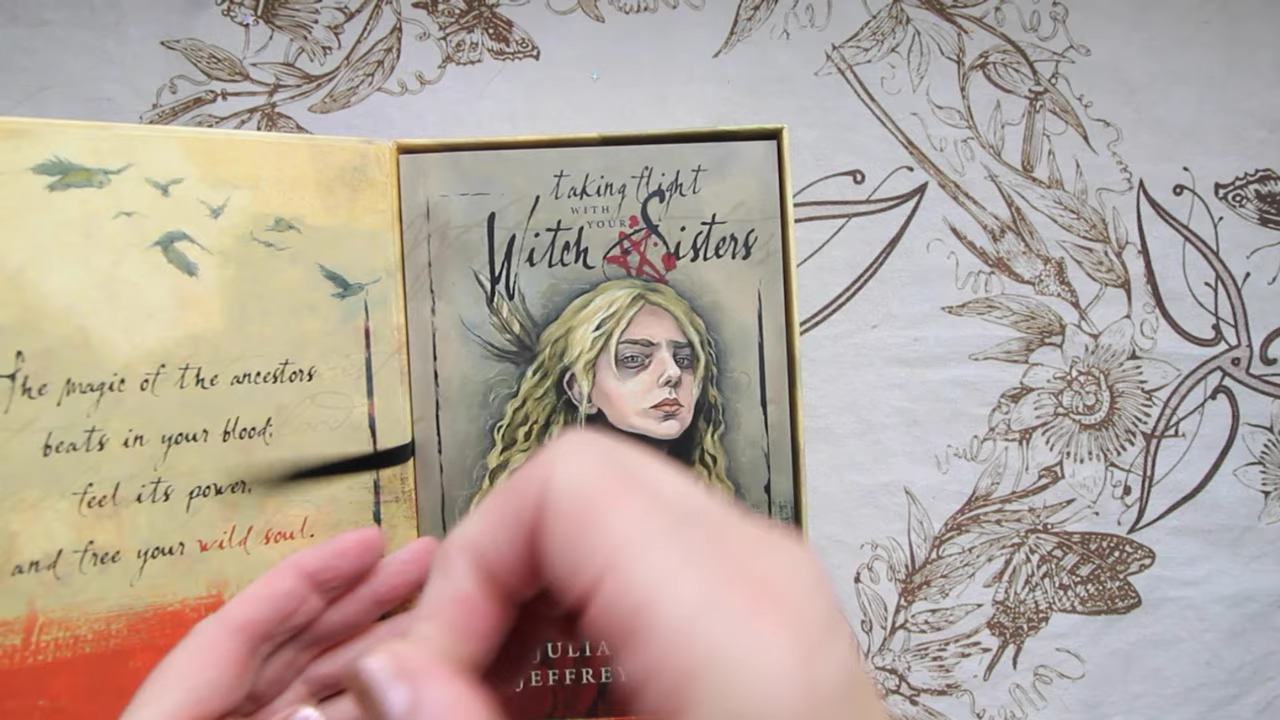 The magic of the ancestors
beats in your blood:
feel its power,
and free your wild soul.
taking flight
WITH
YOUR
Witch Sisters
JULIA
JEFFREY